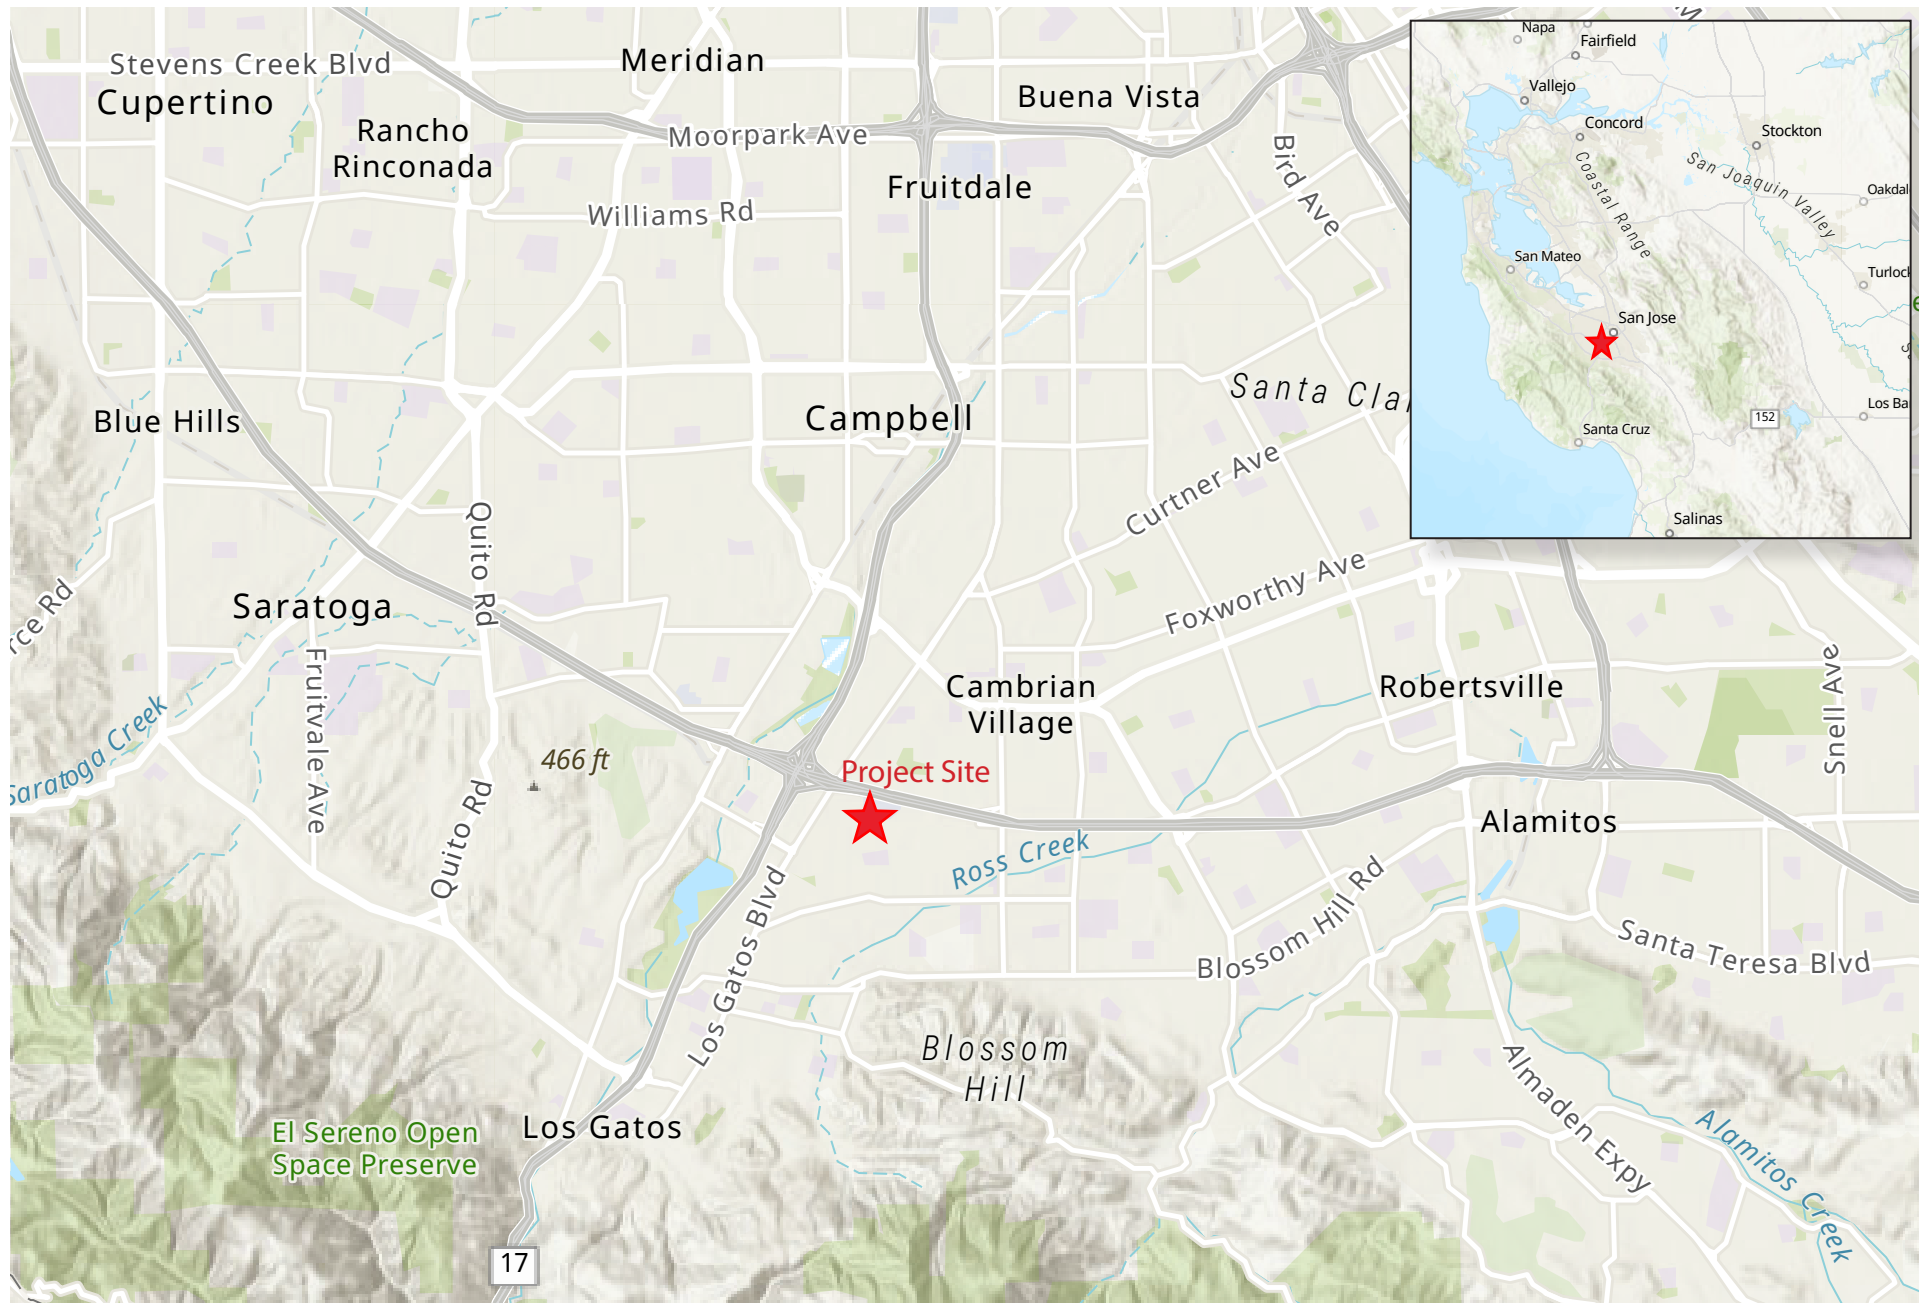 Stevens Creek Blvd
Cupertino
Meridian
Buena Vista
Rancho
Rinconada
Moorpark Ave
Fruitdale
Williams Rd
Bird Ave
Blue Hills
Campbell
Santa Cla
Curtner Ave
Quito Rd
Foxworthy Ave
rce Rd
Saratoga
Fruitvale Ave
Cambrian
Village
Robertsville
Snell Ave
Saratoga Creek
466 ft
Project Site
Quito Rd
Ross Creek
Alamitos
Los Gatos Blvd
Blossom Hill Rd
Santa Teresa Blvd
Blossom
Hill
Almaden Expy
Alamitos Creek
El Sereno Open
Space Preserve
Los Gatos
17
Napa
Fairfield
Vallejo
Concord
Stockton
Coastal Range
San Joaquin Valley
Oakdal
San Mateo
Turlock
San Jose
152
Los Ba
Santa Cruz
Salinas